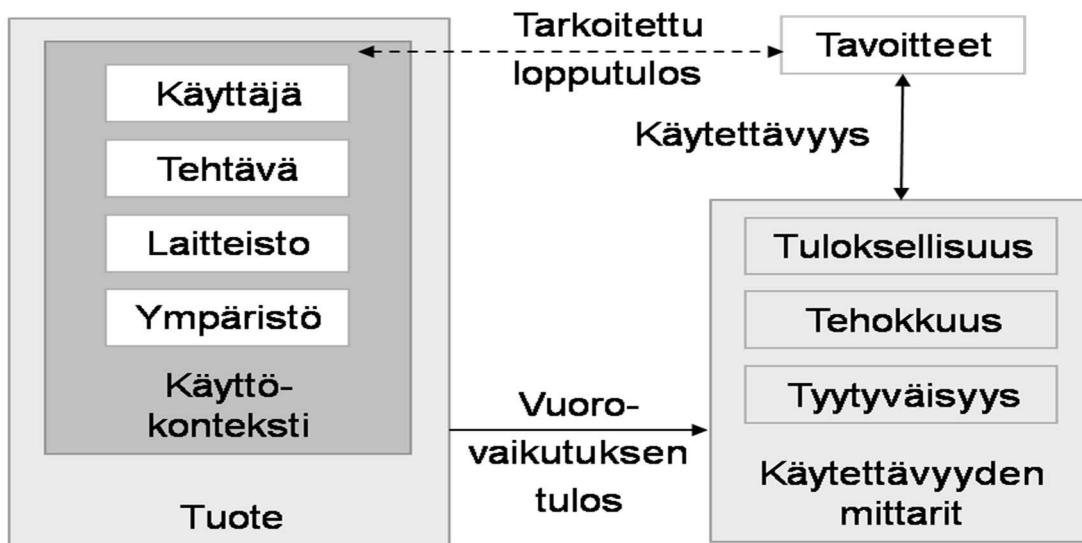 Käyttäjä
Tehtävä
Laitteisto
Ympäristö
Käyttö-
konteksti
Tuote
Tarkoitettu
lopputulos
Tavoitteet
Käytettävyys
Vuoro-
vaikutuksen
tulos
Tuloksellisuus
Tehokkuus
Tyytyväisyys
Käytettävyyden
mittarit